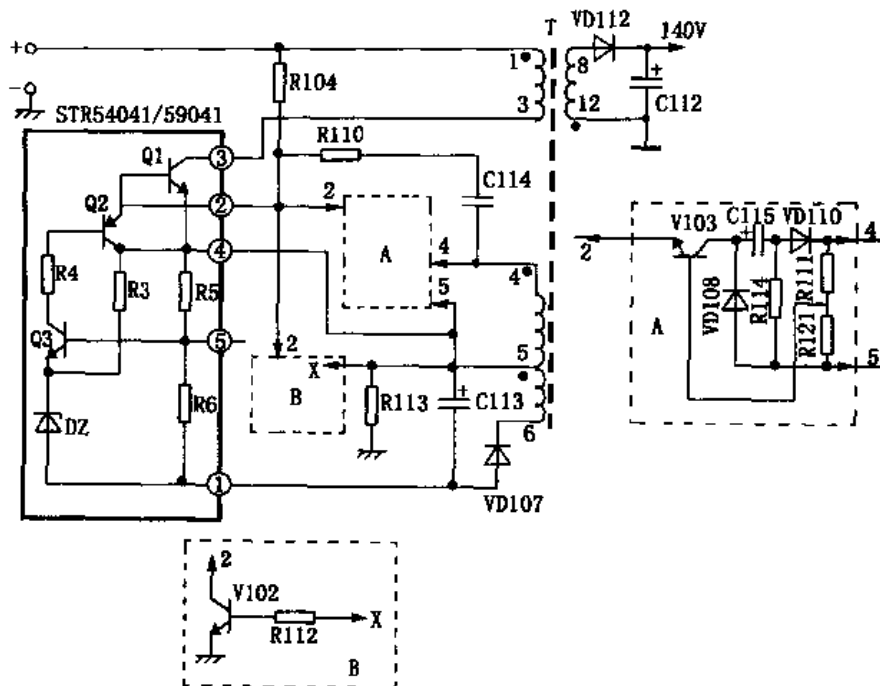 T
VD112
140V
+
1
8
-
R104
+
C112
3
12
STR54041/59041
R110
Q1
③
C114
Q2
②
2
④
4
4
A
5
R4
R3
R5
Q3
⑤
2
5
X
B
R113
+
C113
R6
6
DZ
①
VD107
V103
C115
VD110
+
4
2
VD108
R114
R111
R121
A
5
2
V102
R112
X
B